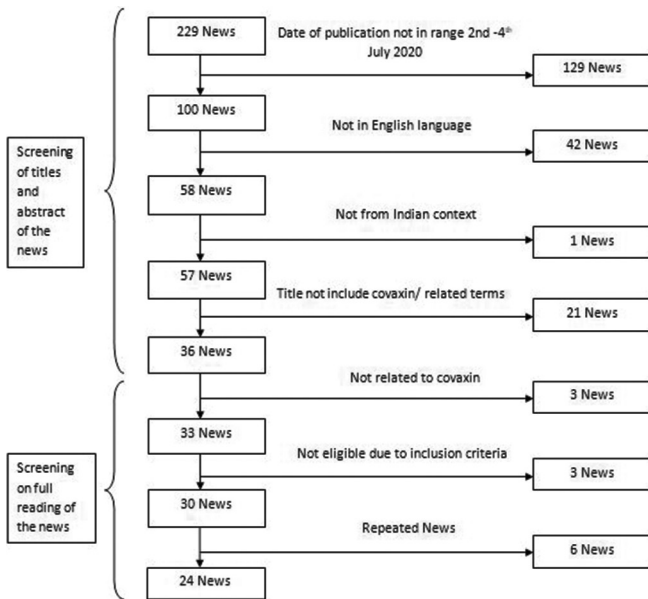 229 News
Date of publication not in range 2nd -4th
July 2020
129 News
100 News
Not in English language
42 News
Screening
of titles
and
abstract
of the
news
58 News
Not from Indian context
1 News
57 News
Title not include covaxin/ related terms
21 News
36 News
Not related to covaxin
3 News
33 News
Not eligible due to inclusion criteria
3 News
Screening
on full
reading of
the news
30 News
Repeated News
6 News
24 News